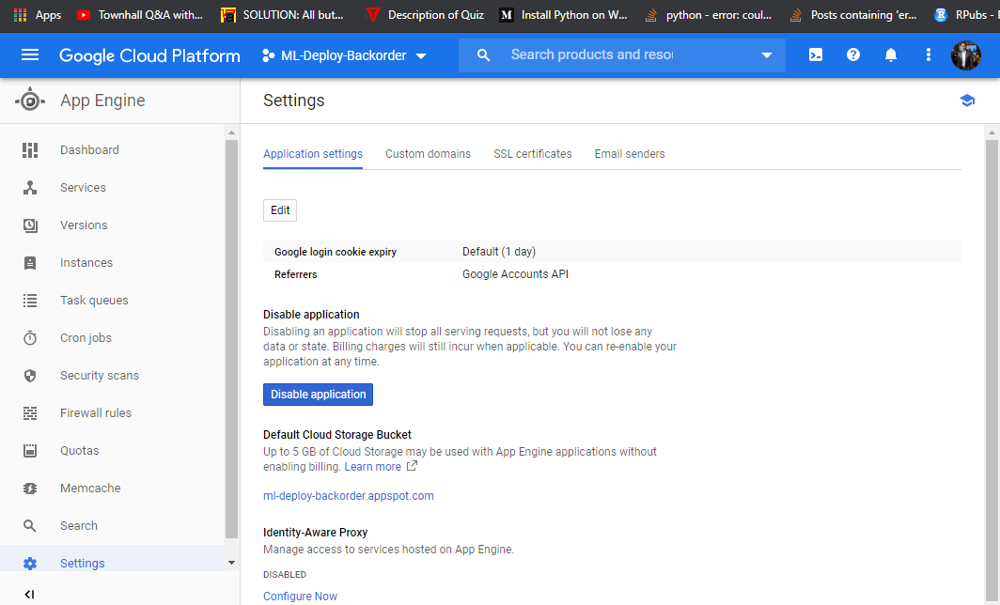 Apps
Townhall Q&A with...
SOLUTION: All but...
Description of Quiz
M
Install Python on W...
python - error: coul...
Posts containing 'er...
R
RPubs -
Google Cloud Platform
ML-Deploy-Backorder
Search products and resou
App Engine
Settings
Dashboard
Services
Versions
Instances
Task queues
Cron jobs
Security scans
Firewall rules
Quotas
Memcache
Search
Settings
Application settings
Custom domains
SSL certificates
Email senders
Edit
Google login cookie expiry
Default (1 day)
Referrers
Google Accounts API
Disable application
Disabling an application will stop all serving requests, but you will not lose any
data or state. Billing charges will still incur when applicable. You can re-enable your
application at any time.
Disable application
Default Cloud Storage Bucket
Up to 5 GB of Cloud Storage may be used with App Engine applications without
enabling billing. Learn more
ml-deploy-backorder.appspot.com
Identity-Aware Proxy
Manage access to services hosted on App Engine.
DISABLED
Configure Now